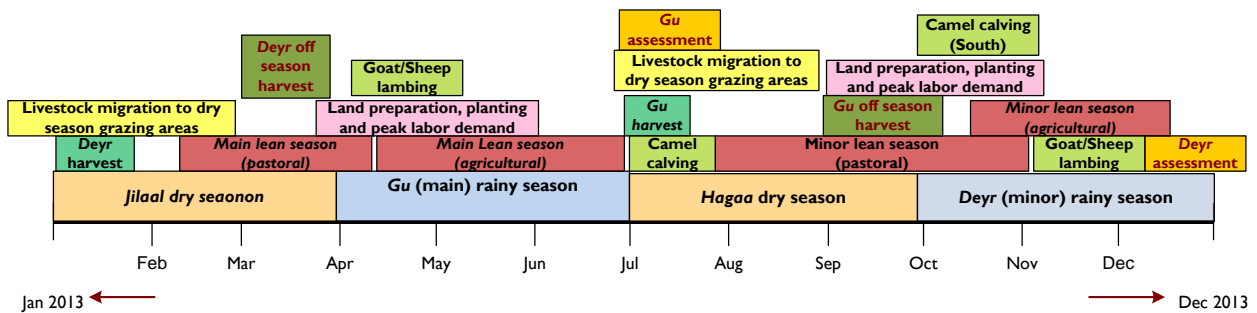 Gu
assessment
Camel calving
(South)
Deyr off
season
harvest
Goat/Sheep
lambing
Livestock migration to
dry season grazing areas
Land preparation, planting
and peak labor demand
Livestock migration to dry
season grazing areas
Land preparation, planting
and peak labor demand
Gu
harvest
Gu off season
harvest
Minor lean season
(agricultural)
Deyr
harvest
Main lean season
(pastoral)
Main Lean season
(agricultural)
Camel
calving
Minor lean season
(pastoral)
Goat/Sheep
lambing
Deyr
assessment
Jilaal dry seaonon
Gu (main) rainy season
Hagaa dry season
Deyr (minor) rainy season
Feb
Mar
Apr
May
Jun
Jul
Aug
Sep
Oct
Nov
Dec
Jan 2013
Dec 2013